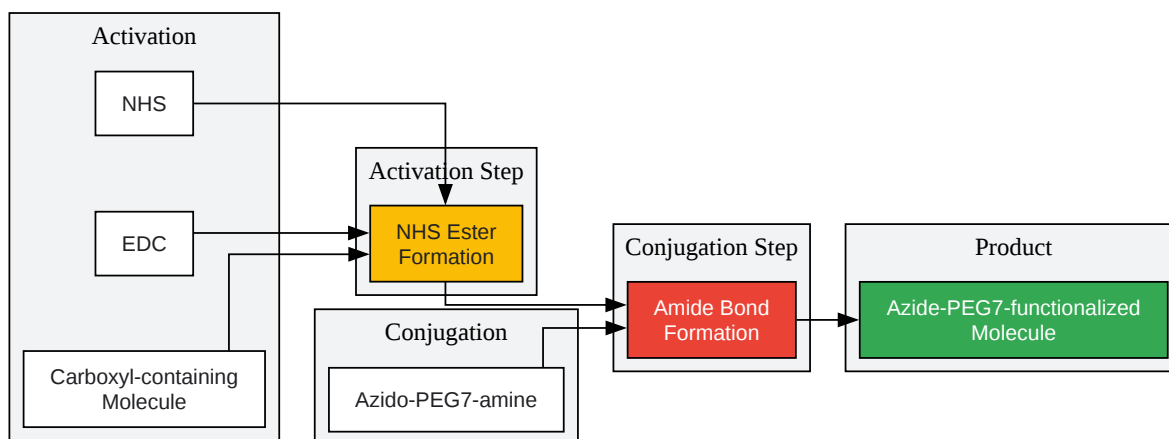 Activation
NHS
EDC
Carboxyl-containing
Molecule
Activation Step
NHS Ester
Formation
Conjugation
Azido-PEG7-amine
Conjugation Step
Amide Bond
Formation
Product
Azide-PEG7-functionalized
Molecule